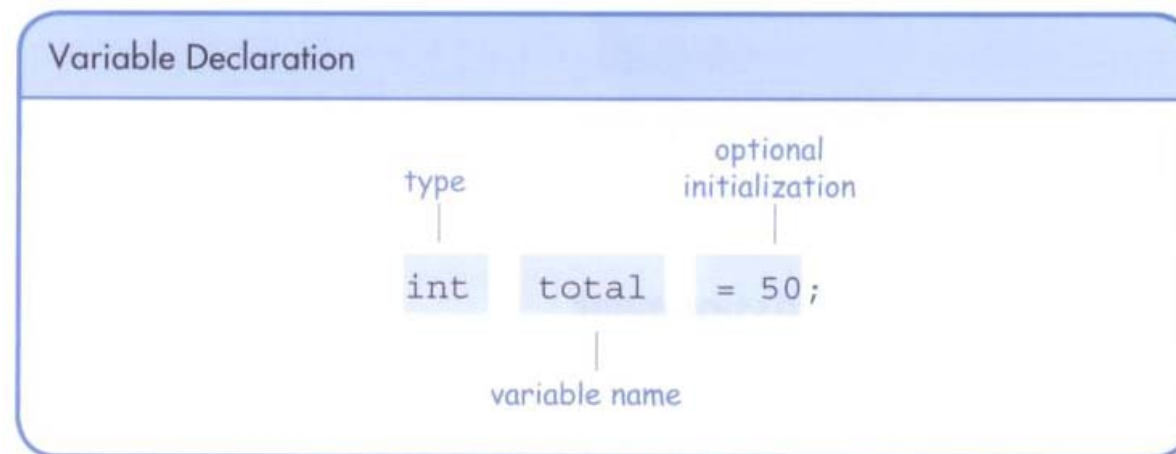 Variable Declaration
type
optional
initialization
int total = 50;
variable name